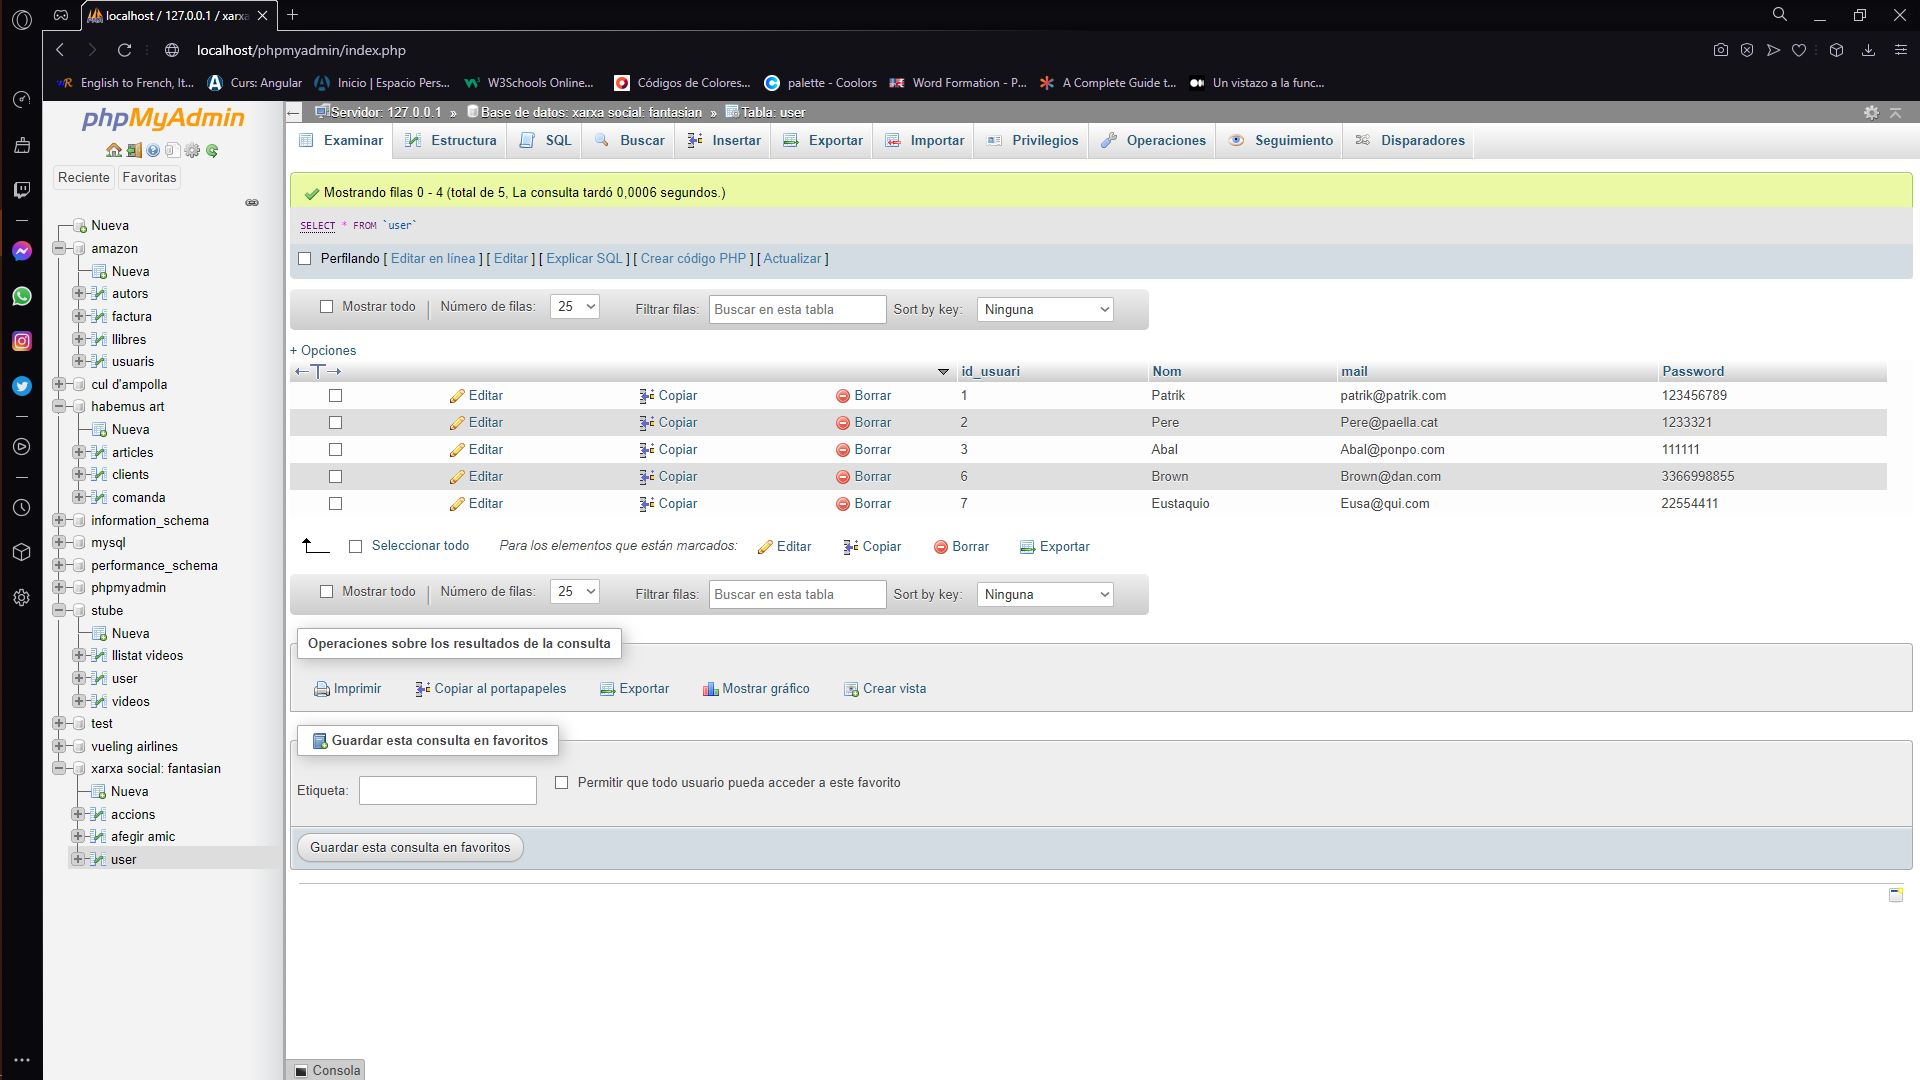 localhost / 127.0.0.1 / xarx
localhost/phpmyadmin/index.php
English to French, It...
Curs: Angular
Inicio | Espacio Pers...
W3Schools Online...
Códigos de Colores...
palette - Coolors
Word Formation - P...
A Complete Guide t...
Un vistazo a la func...
phpMyAdmin
Reciente
Favoritas
Nueva
amazon
Nueva
autors
factura
llibres
usuaris
cul d'ampolla
habemus art
Nueva
articles
clients
comanda
information_schema
mysql
performance_schema
phpmyadmin
stube
Nueva
llistat videos
user
videos
test
vueling airlines
xarxa social: fantasian
Nueva
accions
afegir amic
user
Servidor: 127.0.0.1 » Base de datos: xarxa social: fantasian » Tabla: user
Examinar Estructura SQL Buscar Insertar Exportar Importar Privilegios Operaciones Seguimiento Disparadores
Mostrando filas 0 - 4 (total de 5, La consulta tardó 0,0006 segundos.)
SELECT * FROM `user`
Perfilando [ Editar en línea ] [ Editar ] [ Explicar SQL ] [ Crear código PHP ] [ Actualizar ]
Mostrar todo | Número de filas: 25 Filtrar filas: Buscar en esta tabla Sort by key: Ninguna
+ Opciones
←T→ id_usuari Nom mail Password
Editar Copiar Borrar 1 Patrik patrik@patrik.com 123456789
Editar Copiar Borrar 2 Pere Pere@paella.cat 1233321
Editar Copiar Borrar 3 Abal Abal@ponpo.com 111111
Editar Copiar Borrar 6 Brown Brown@dan.com 3366998855
Editar Copiar Borrar 7 Eustaquio Eusa@qui.com 22554411
Seleccionar todo Para los elementos que están marcados: Editar Copiar Borrar Exportar
Mostrar todo | Número de filas: 25 Filtrar filas: Buscar en esta tabla Sort by key: Ninguna
Operaciones sobre los resultados de la consulta
Imprimir Copiar al portapapeles Exportar Mostrar gráfico Crear vista
Guardar esta consulta en favoritos
Etiqueta: Permitir que todo usuario pueda acceder a este favorito
Guardar esta consulta en favoritos
Consola